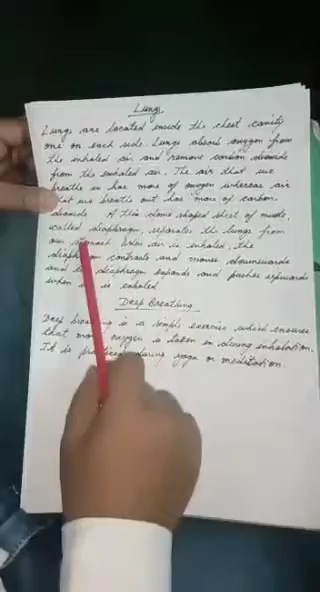 Lungs
Lungs are located inside the chest cavity
one on each side. Lungs absorb oxygen from
the inhaled air and remove carbon dioxide
from the exhaled air. The air that we
breathe in has more of oxygen whereas air
that we breathe out has more of carbon
dioxide. A thin dome shaped sheet of muscle,
called diaphragm, separates the lungs from
our stomach when air is inhaled, the
diaphragm contracts and moves downwards
and diaphragm expands and pushes upwards
when is exhaled
Deep Breathing
Deep breathing is a simple exercise which ensures
that more oxygen is taken in during inhalation.
It is practiced during yoga or meditation.